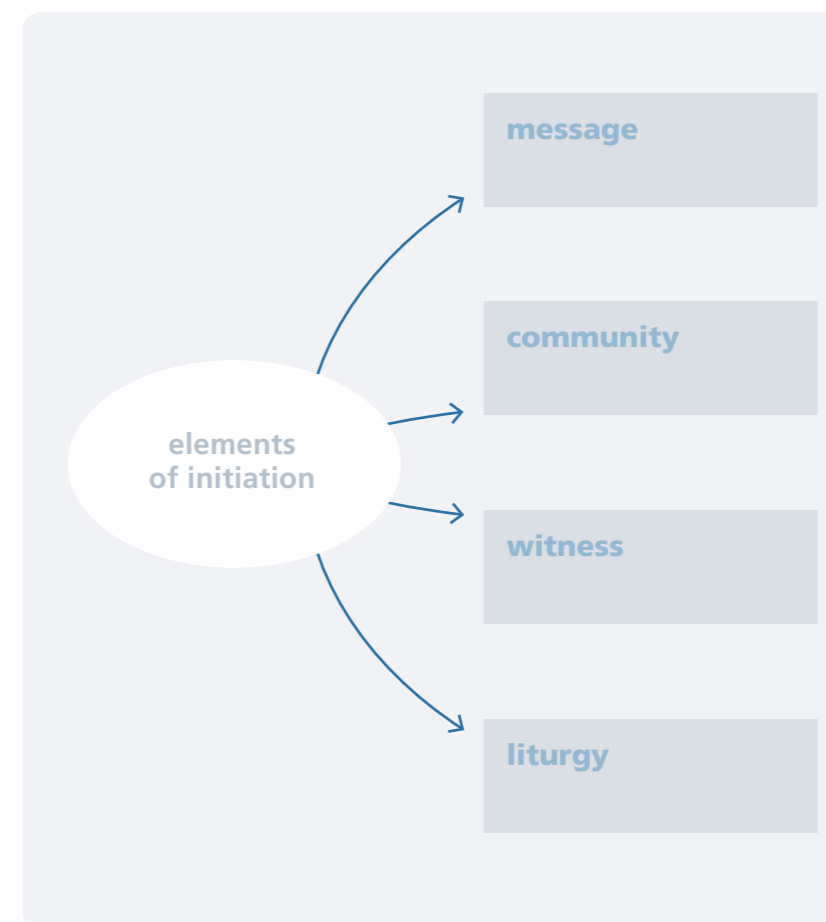 message
community
elements
of initiation
witness
liturgy